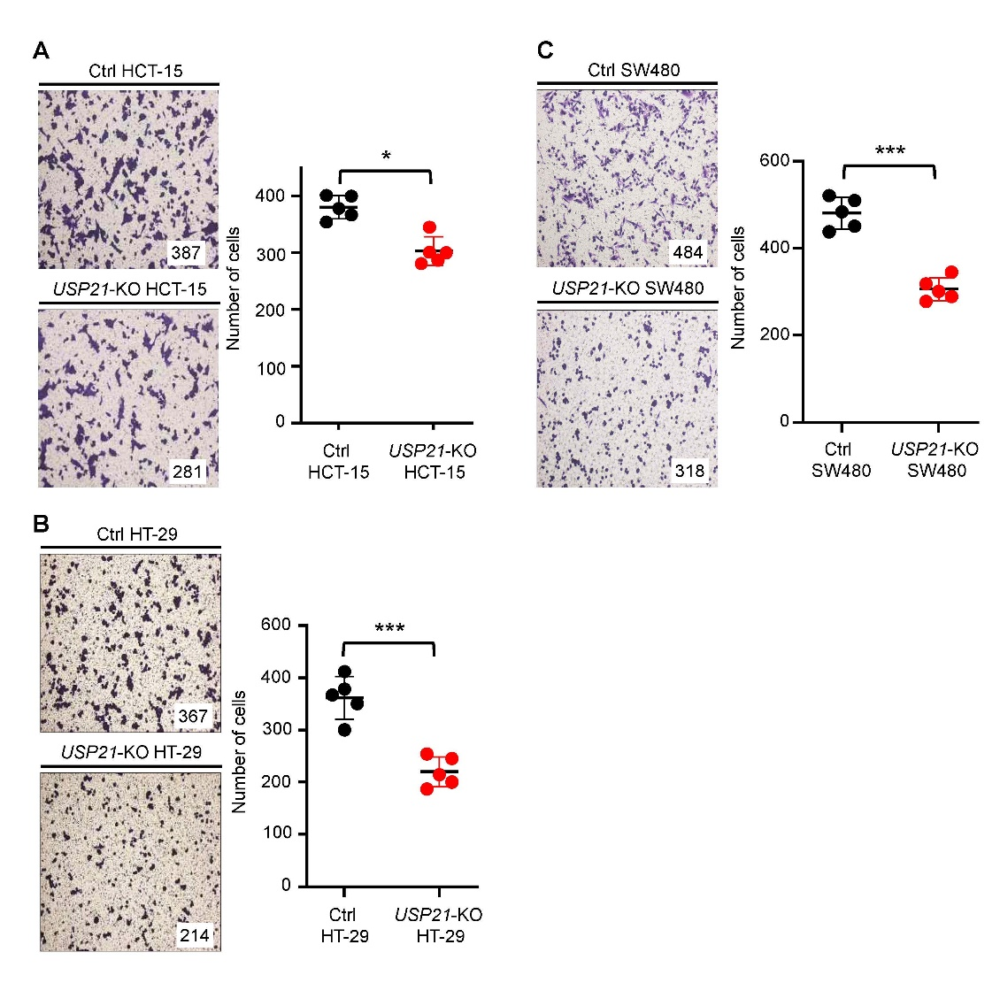 A
Ctrl HCT-15
387
USP21-KO HCT-15
281
Number of cells
400
300
200
100
0
*
Ctrl
HCT-15
USP21-KO
HCT-15
C
Ctrl SW480
484
USP21-KO SW480
318
Number of cells
600
400
200
0
***
Ctrl
SW480
USP21-KO
SW480
B
Ctrl HT-29
367
USP21-KO HT-29
214
Number of cells
600
400
300
200
100
0
***
Ctrl
HT-29
USP21-KO
HT-29